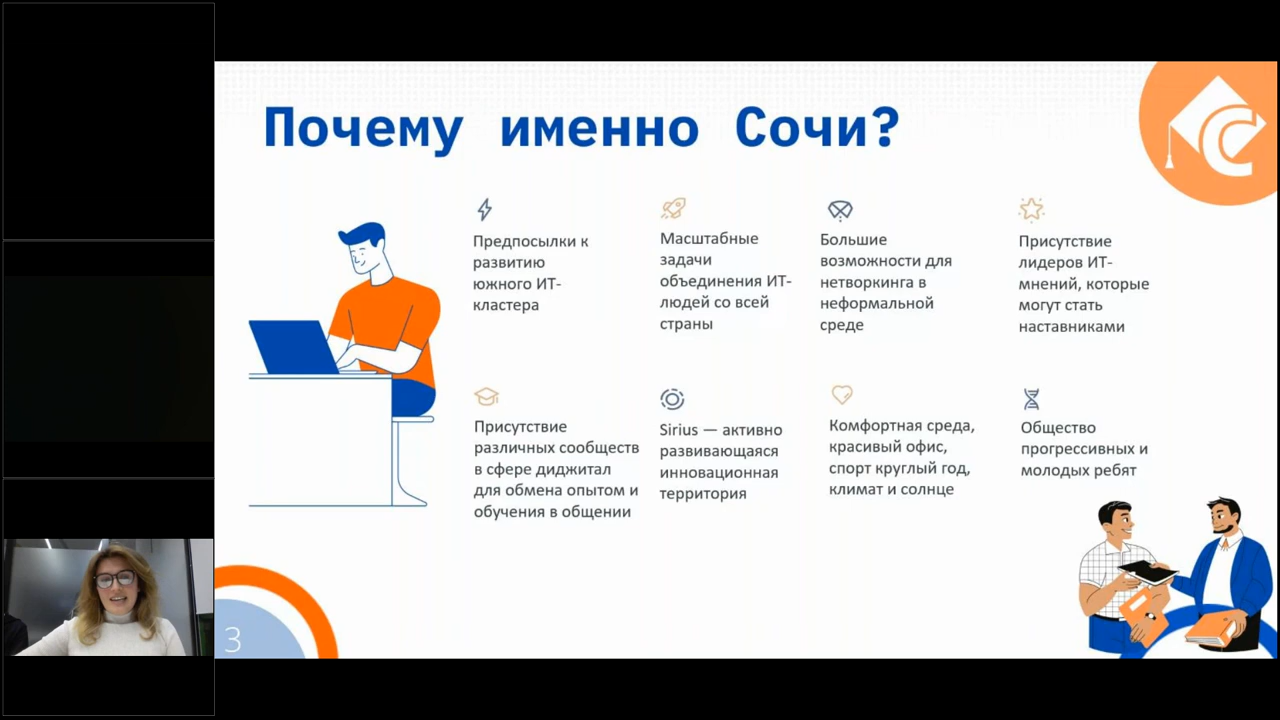 Почему именно Сочи?
Предпосылки к
развитию
южного ИТ-
кластера
Масштабные
задачи
объединения ИТ-
людей со всей
страны
Большие
возможности для
нетворкинга в
неформальной
среде
Присутствие
лидеров ИТ-
мнений, которые
могут стать
наставниками
Присутствие
различных сообществ
в сфере диджитал
для обмена опытом и
обучения в общении
Sirius — активно
развивающаяся
инновационная
территория
Комфортная среда,
красивый офис,
спорт круглый год,
климат и солнце
Общество
прогрессивных и
молодых ребят
3
С